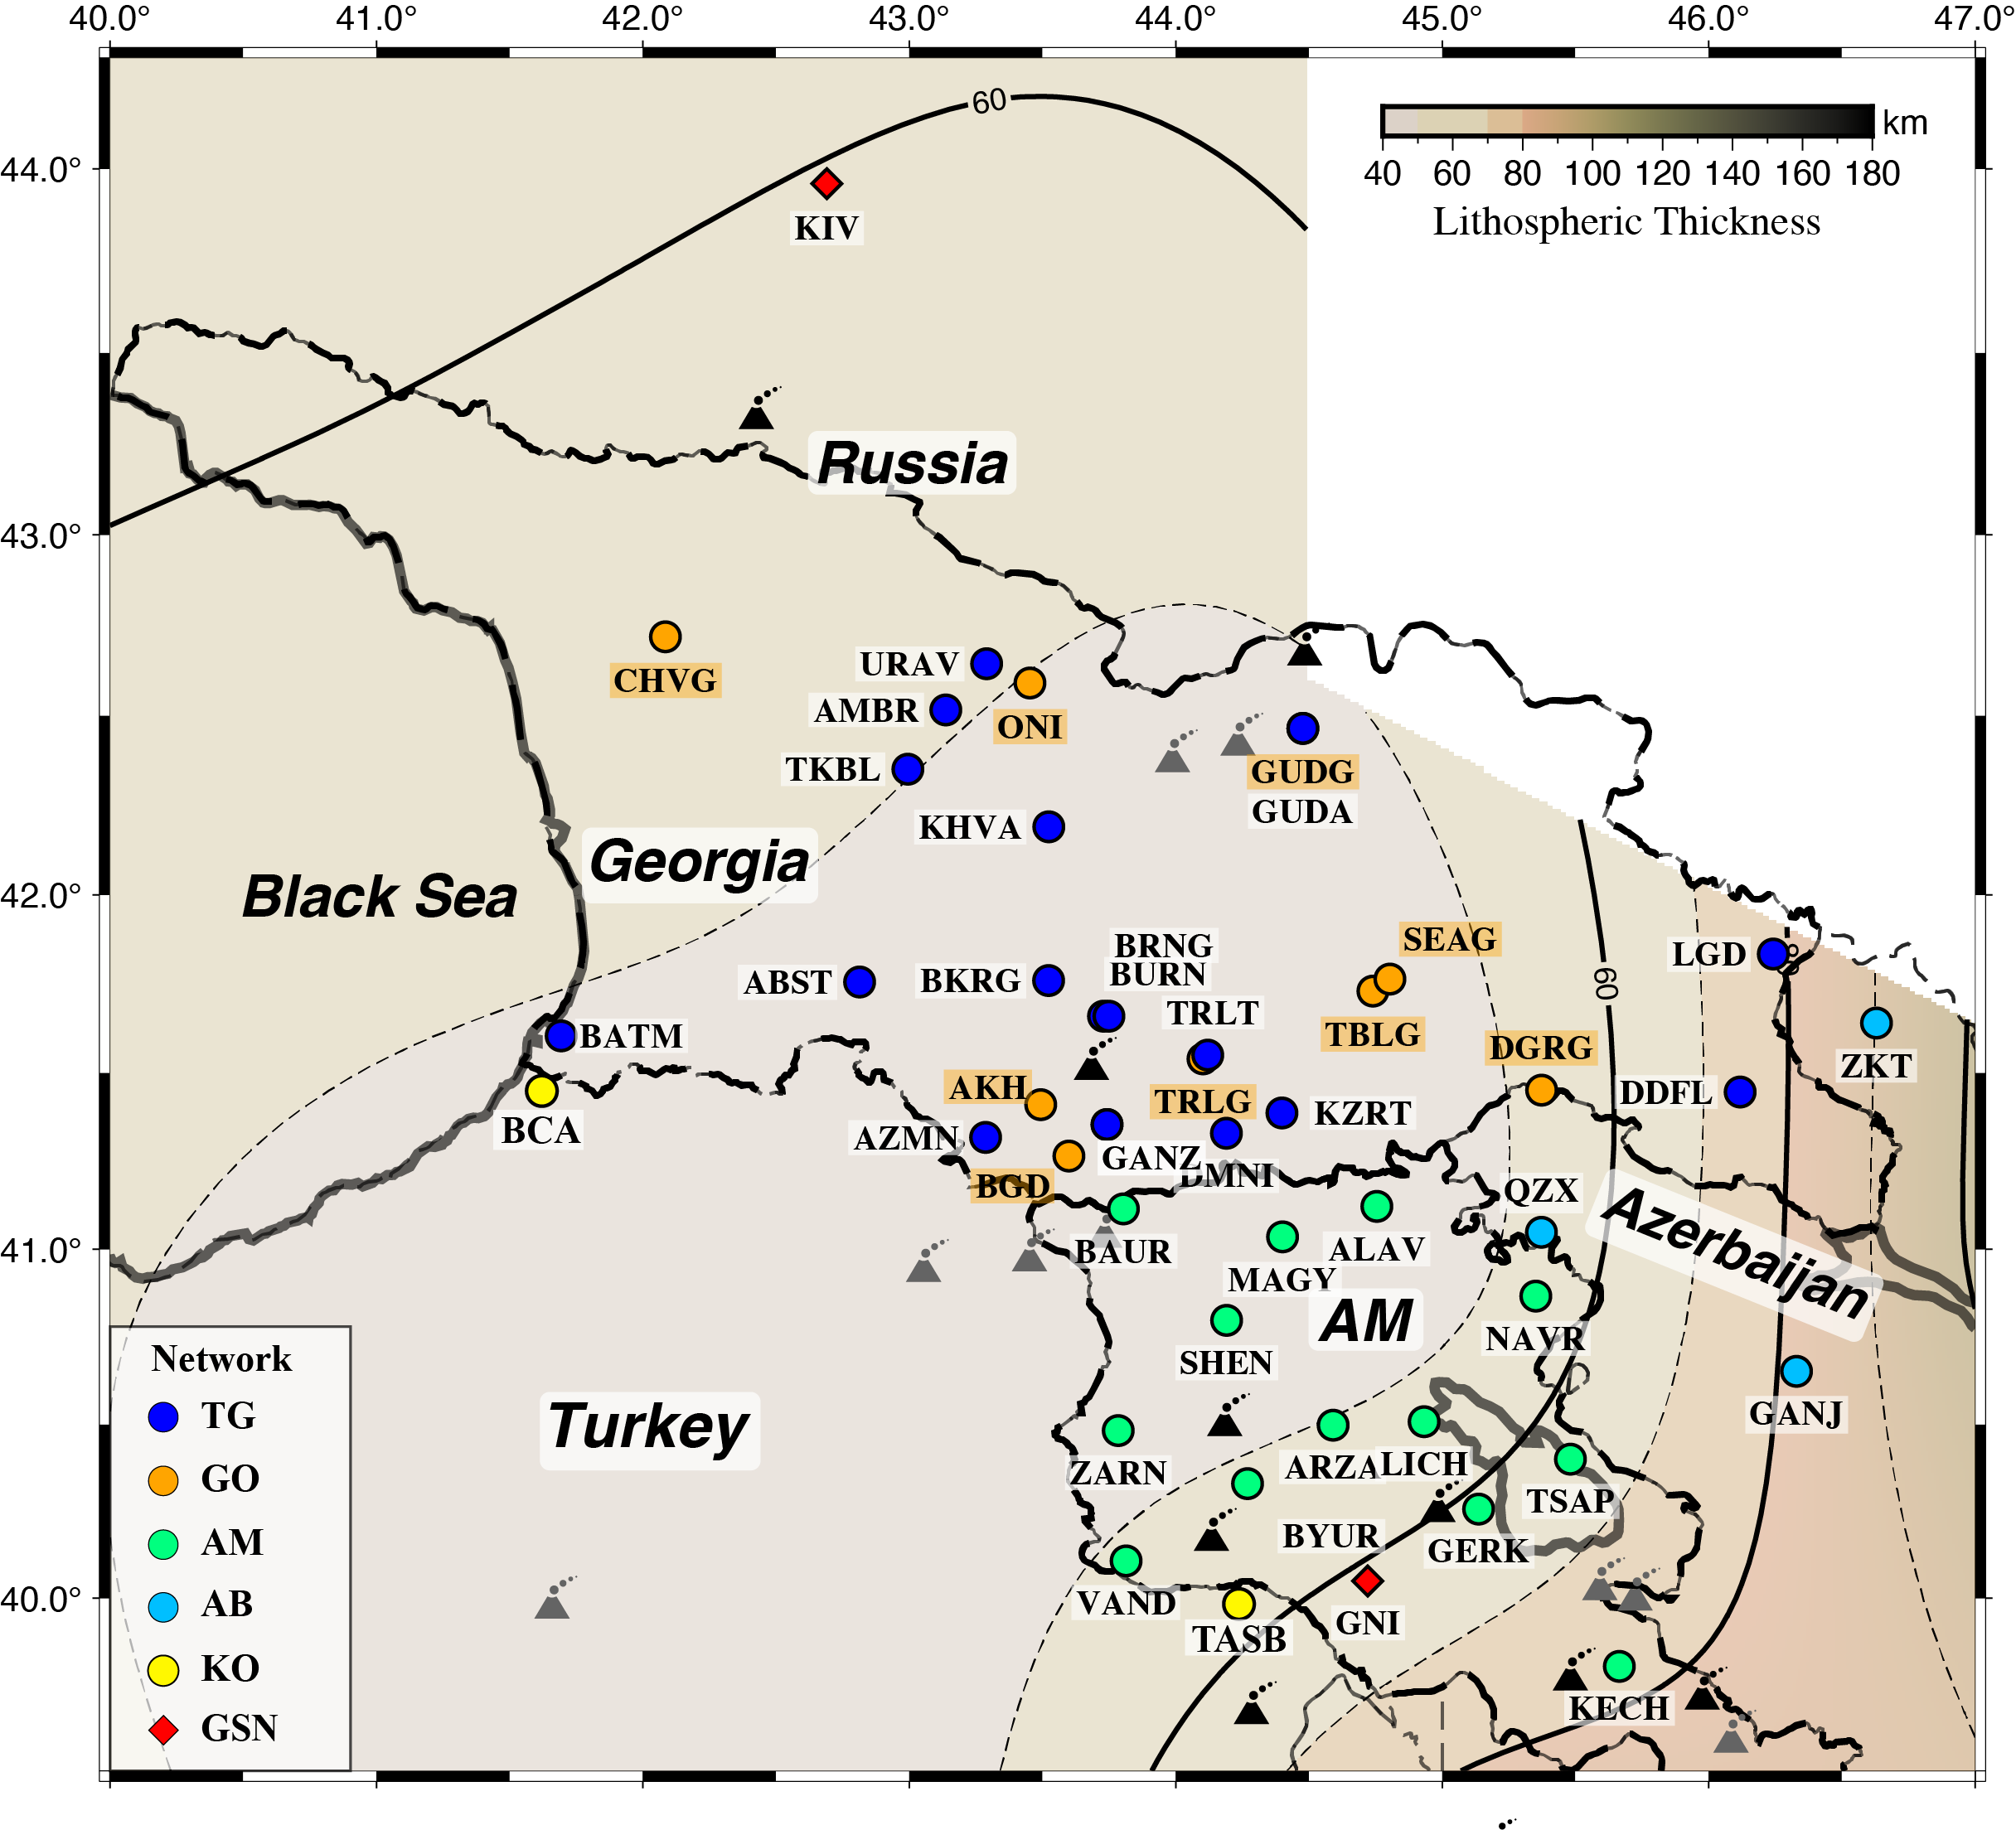 40.0° 41.0° 42.0° 43.0° 44.0° 45.0° 46.0° 47.0°
60
km
44.0°
40 60 80 100 120 140 160 180
Lithospheric Thickness
KIV
Russia
43.0°
URAV
CHVG
AMBR
ONI
TKBL
GUDG
GUDA
KHVA
Georgia
Black Sea
42.0°
SEAG
BRNG
BURN
LGD
ABST
BKRG
60
TRLT
BATM
TBLG
DGRG
ZKT
AKH
DDFL
TRLG
KZRT
BCA
AZMN
GANZ
DMNI
BGD
QZX
41.0°
BAUR
ALAV
Azerbaijan
MAGY
AM
NAVR
SHEN
Network
TG
Turkey
GANJ
ZARN
ARZA
LICH
GO
TSAP
BYUR
AM
GERK
40.0°
VAND
AB
GNI
TASB
KO
KECH
GSN